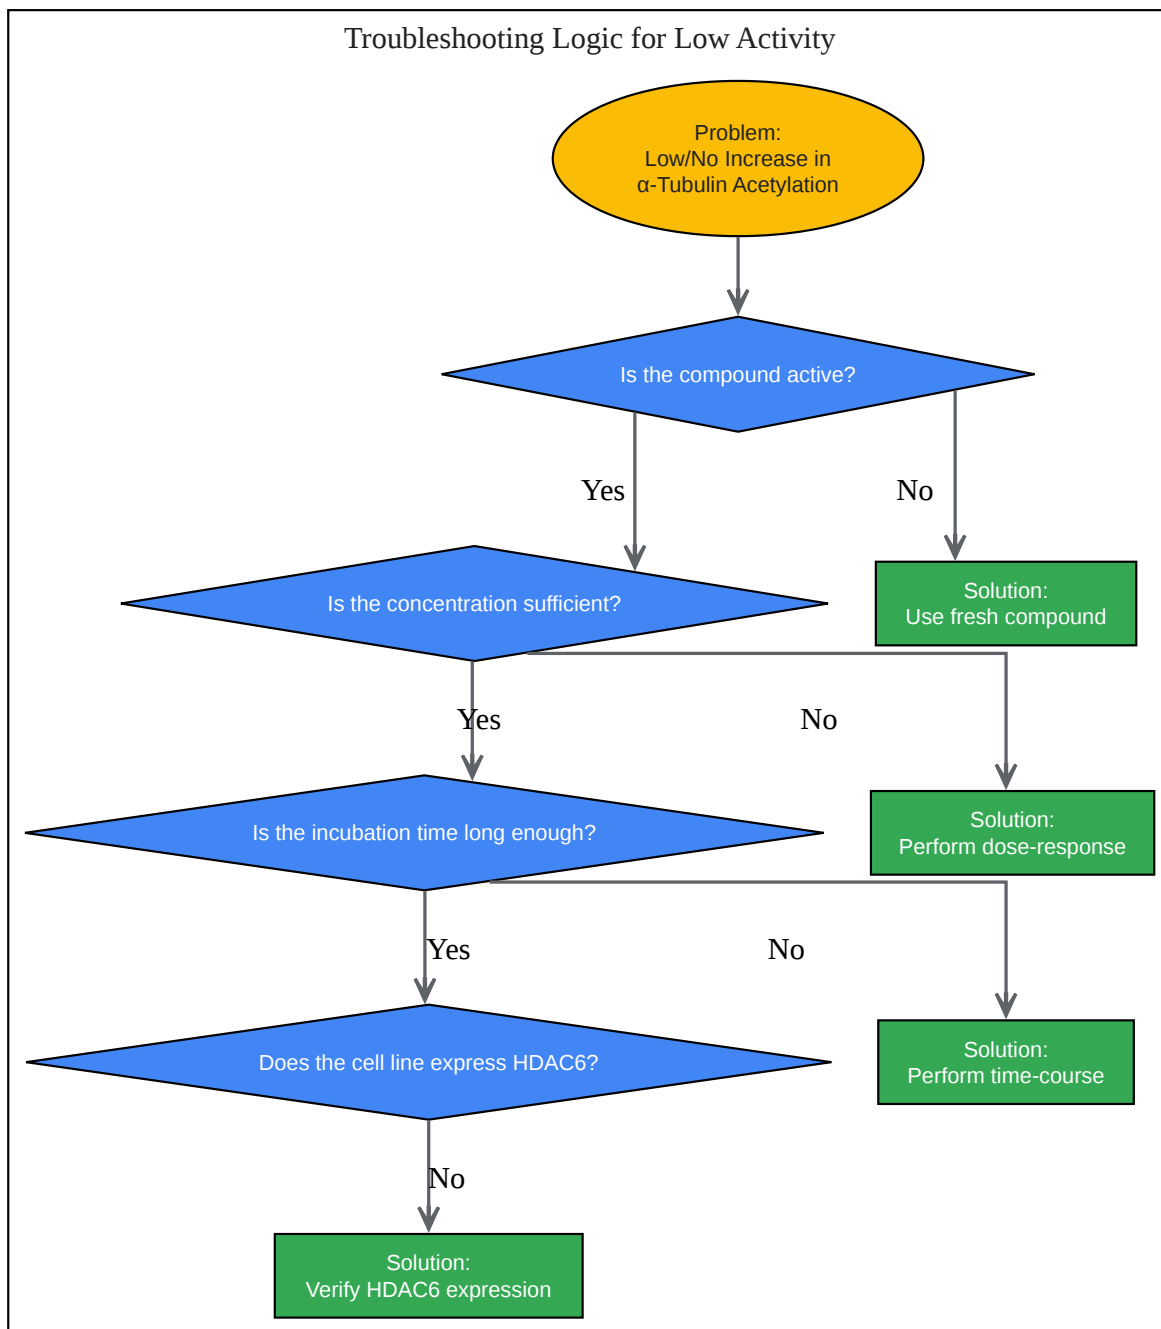 Troubleshooting Logic for Low Activity
Problem:
Low/No Increase in
α-Tubulin Acetylation
Is the compound active?
Yes
No
Is the concentration sufficient?
Solution:
Use fresh compound
Yes
No
Is the incubation time long enough?
Solution:
Perform dose-response
Yes
No
Does the cell line express HDAC6?
Solution:
Perform time-course
No
Solution:
Verify HDAC6 expression